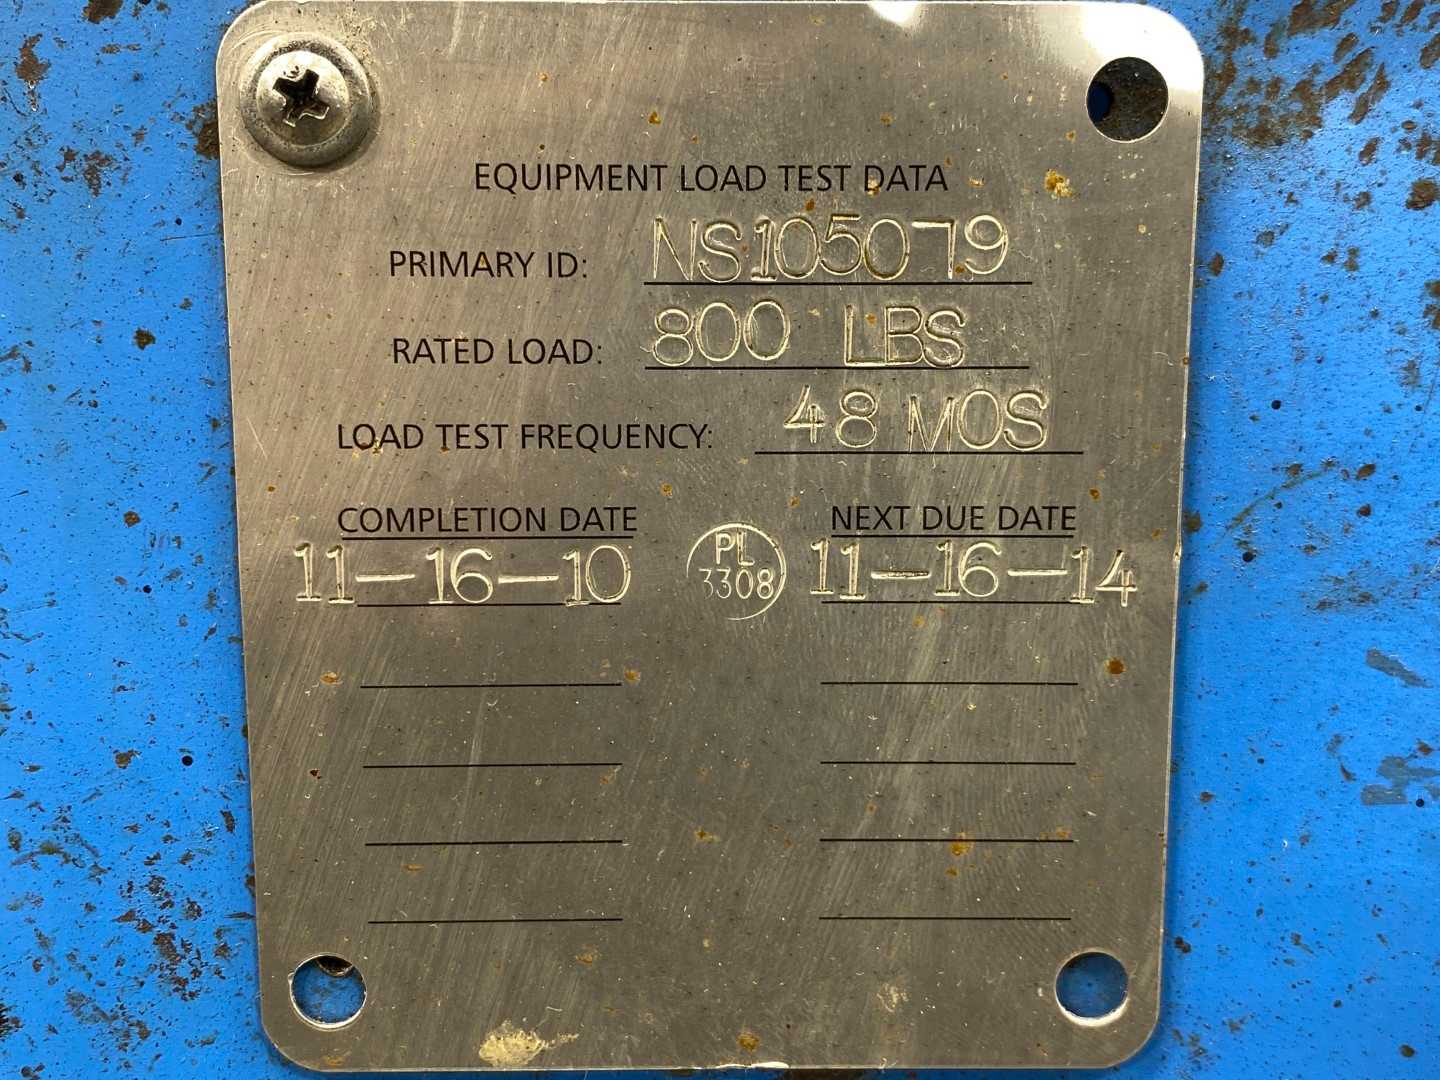 EQUIPMENT LOAD TEST DATA
PRIMARY ID: NS105079
RATED LOAD: 800 LBS
LOAD TEST FREQUENCY: 48 MOS
COMPLETION DATE NEXT DUE DATE
11-16-10 PL 3308 11-16-14